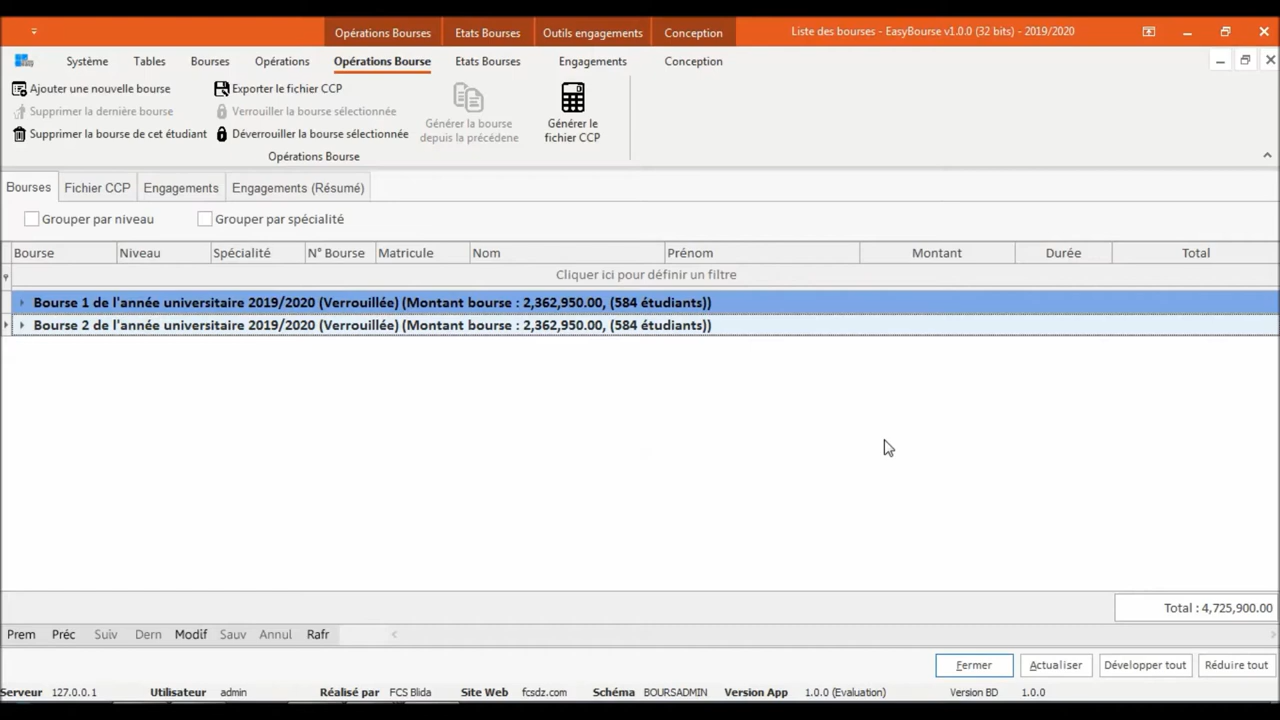 Opérations Bourses Etats Bourses Outils engagements Conception Liste des bourses - EasyBourse v1.0.0 (32 bits) - 2019/2020
Système Tables Bourses Opérations Opérations Bourse Etats Bourses Engagements Conception
Ajouter une nouvelle bourse
Supprimer la dernière bourse
Supprimer la bourse de cet étudiant
Exporter le fichier CCP
Verrouiller la bourse sélectionnée
Déverrouiller la bourse sélectionnée
Générer la bourse
depuis la précédene
Générer le
fichier CCP
Opérations Bourse
Bourses Fichier CCP Engagements Engagements (Résumé)
Grouper par niveau Grouper par spécialité
Bourse Niveau Spécialité N° Bourse Matricule Nom Prénom Montant Durée Total
Cliquer ici pour définir un filtre
Bourse 1 de l'année universitaire 2019/2020 (Verrouillée) (Montant bourse : 2,362,950.00, (584 étudiants))
Bourse 2 de l'année universitaire 2019/2020 (Verrouillée) (Montant bourse : 2,362,950.00, (584 étudiants))
Total : 4,725,900.00
Prem Préc Suiv Dern Modif Sauv Annul Rafr
Fermer Actualiser Développer tout Réduire tout
Serveur 127.0.0.1 Utilisateur admin Réalisé par FCS Blida Site Web fcsdz.com Schéma BOURSADMIN Version App 1.0.0 (Evaluation) Version BD 1.0.0